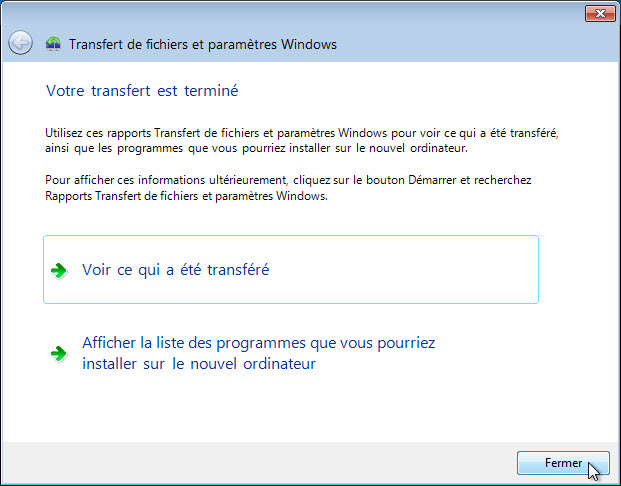 Transfert de fichiers et paramètres Windows
Votre transfert est terminé
Utilisez ces rapports Transfert de fichiers et paramètres Windows pour voir ce qui a été transféré,
ainsi que les programmes que vous pourriez installer sur le nouvel ordinateur.
Pour afficher ces informations ultérieurement, cliquez sur le bouton Démarrer et recherchez
Rapports Transfert de fichiers et paramètres Windows.
Voir ce qui a été transféré
Afficher la liste des programmes que vous pourriez
installer sur le nouvel ordinateur
Fermer